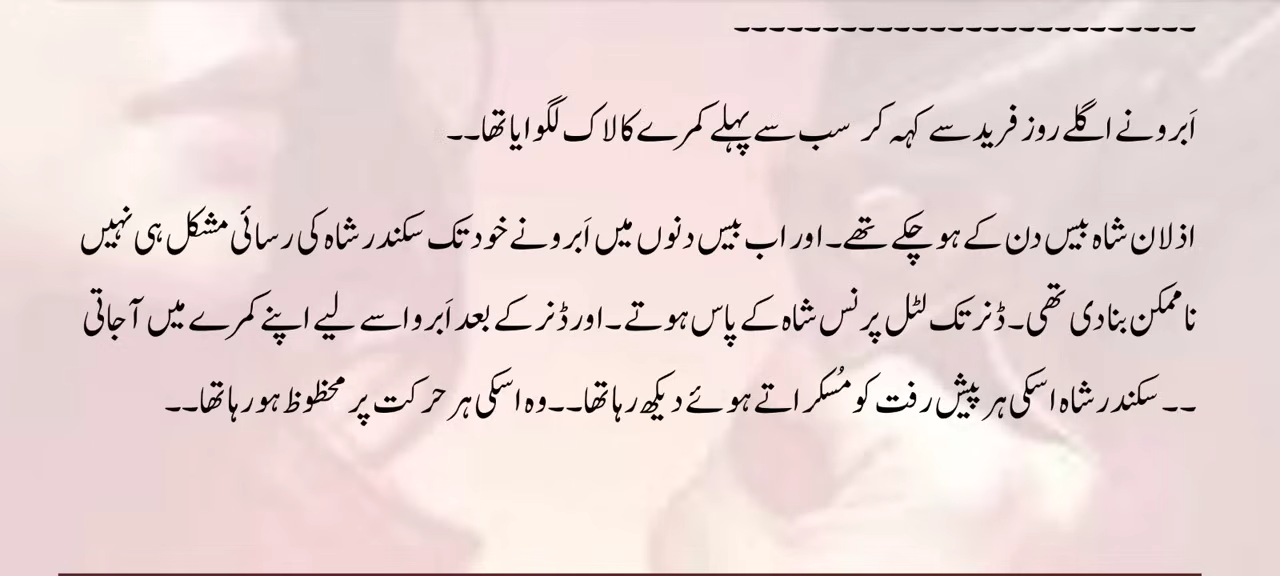 ---------------------------
اَبرو نے اگلے روز فرید سے کہہ کر سب سے پہلے کمرے کا لاک لگوایا تھا۔۔
اذلان شاہ بیس دن کے ہو چکے تھے۔اور اب بیس دنوں میں اَبرو نے خود تک سکندر شاہ کی رسائی مشکل ہی نہیں
ناممکن بنا دی تھی۔ڈنر تک لٹل پرنس شاہ کے پاس ہوتے۔اور ڈنر کے بعد اَبرو اسے لیے اپنے کمرے میں آ جاتی
۔۔ سکندر شاہ اسکی ہر پیش رفت کو مُسکراتے ہوئے دیکھ رہا تھا۔۔وہ اسکی ہر حرکت پر محظوظ ہو رہا تھا۔۔